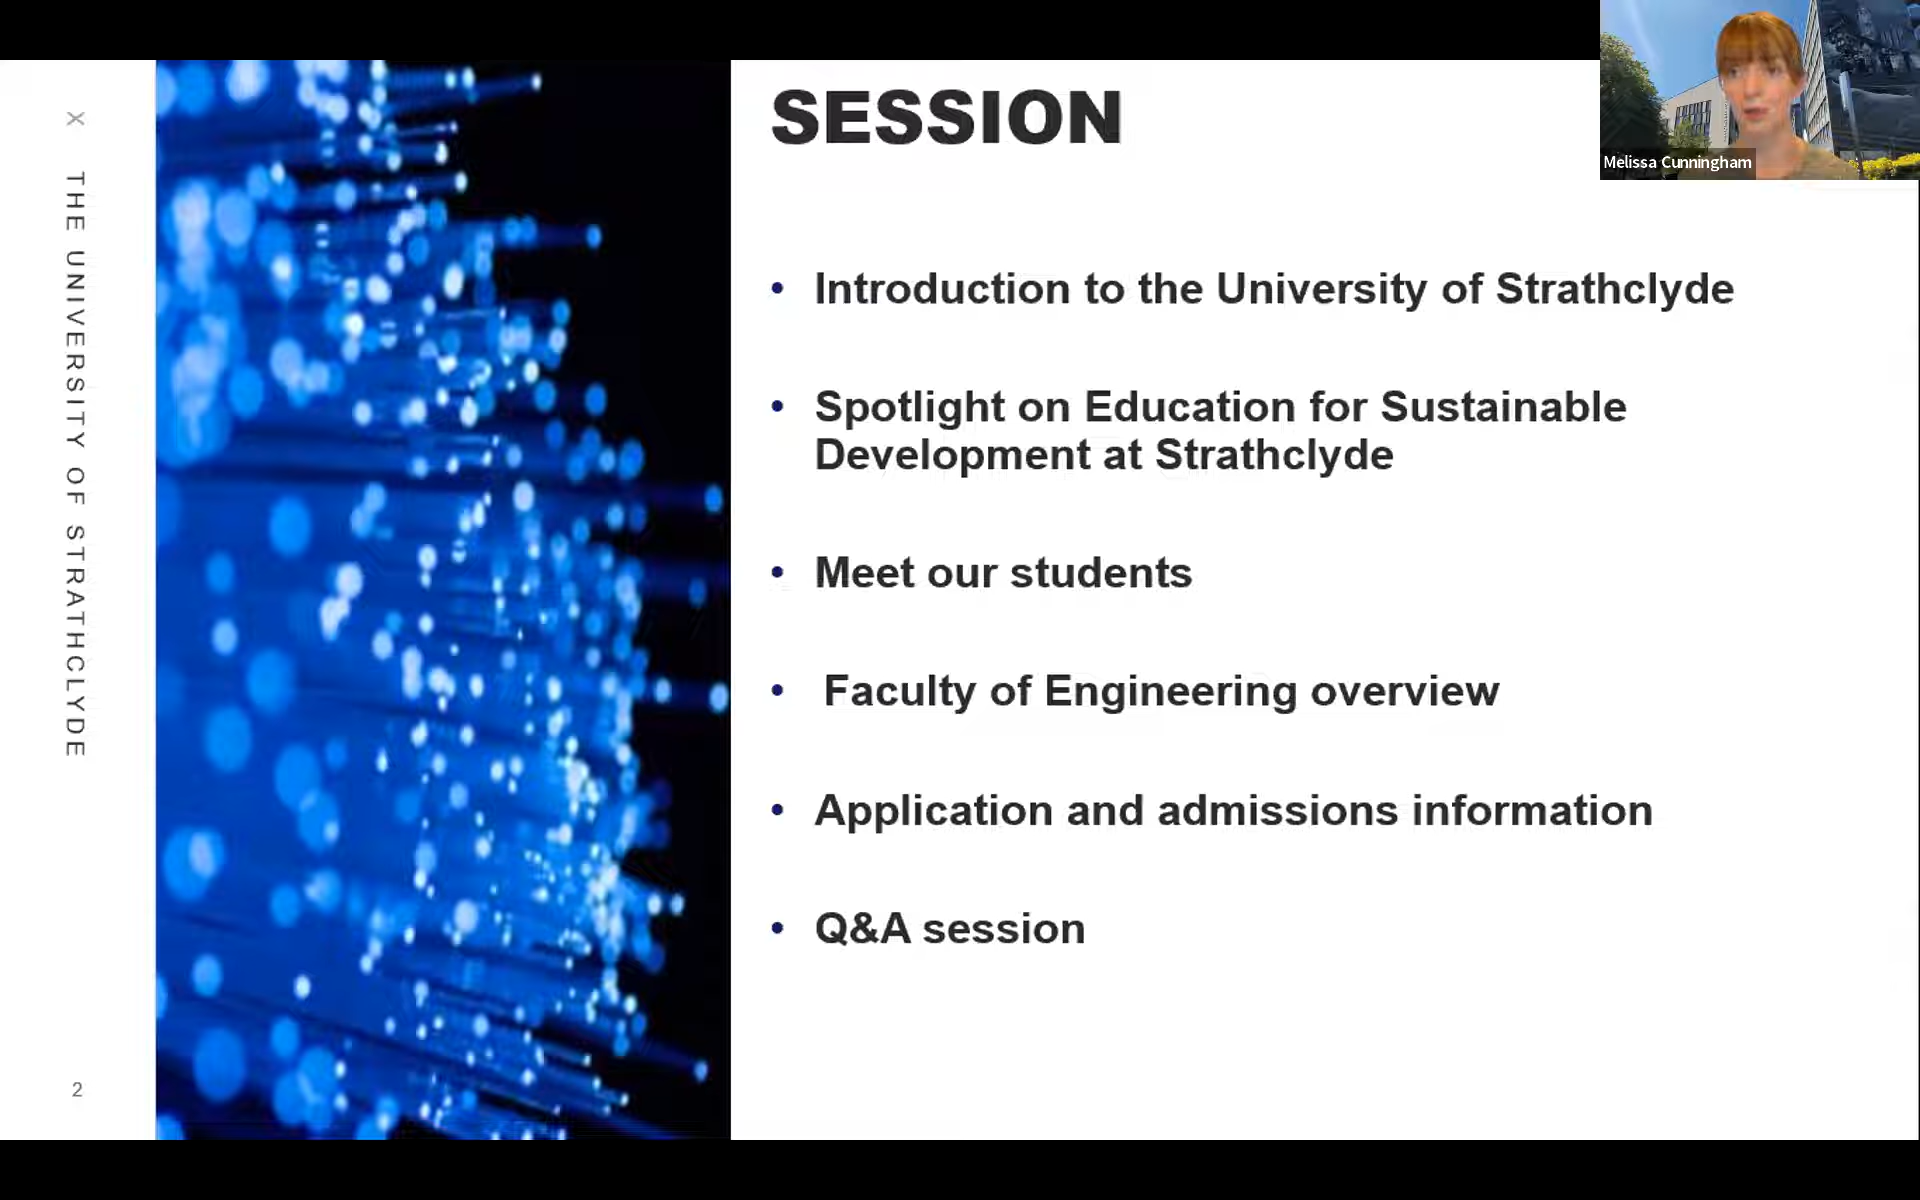 SESSION
Melissa Cunningham
X THE UNIVERSITY OF STRATHCLYDE
• Introduction to the University of Strathclyde
• Spotlight on Education for Sustainable
Development at Strathclyde
• Meet our students
• Faculty of Engineering overview
• Application and admissions information
• Q&A session
2